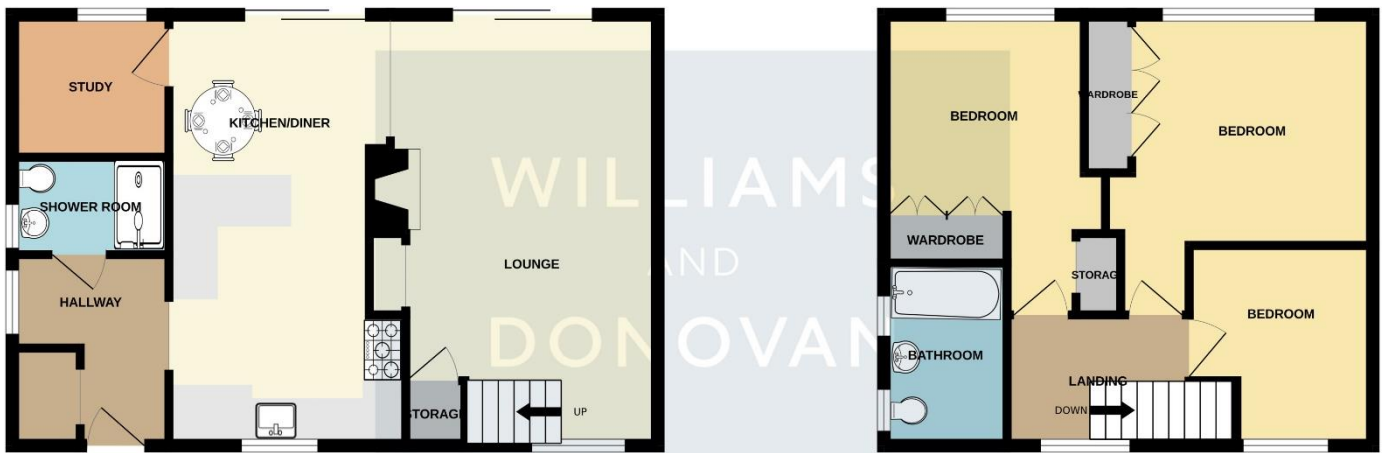 STUDY
KITCHEN/DINER
SHOWER ROOM
HALLWAY
LOUNGE
STORAGE
UP
WILLIAMS
AND
DONOVAN
BEDROOM
WARDROBE
BEDROOM
WARDROBE
STORAGE
BEDROOM
BATHROOM
LANDING
DOWN